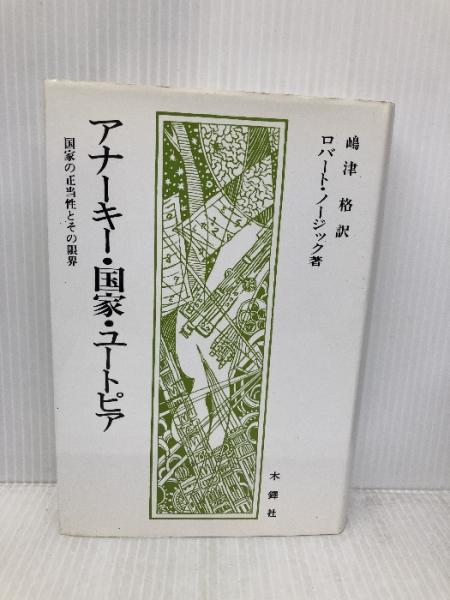 嶋津格訳
ロバート・ノージック著
アナーキー・国家・ユートピア
国家の正当性とその限界
木鐸社